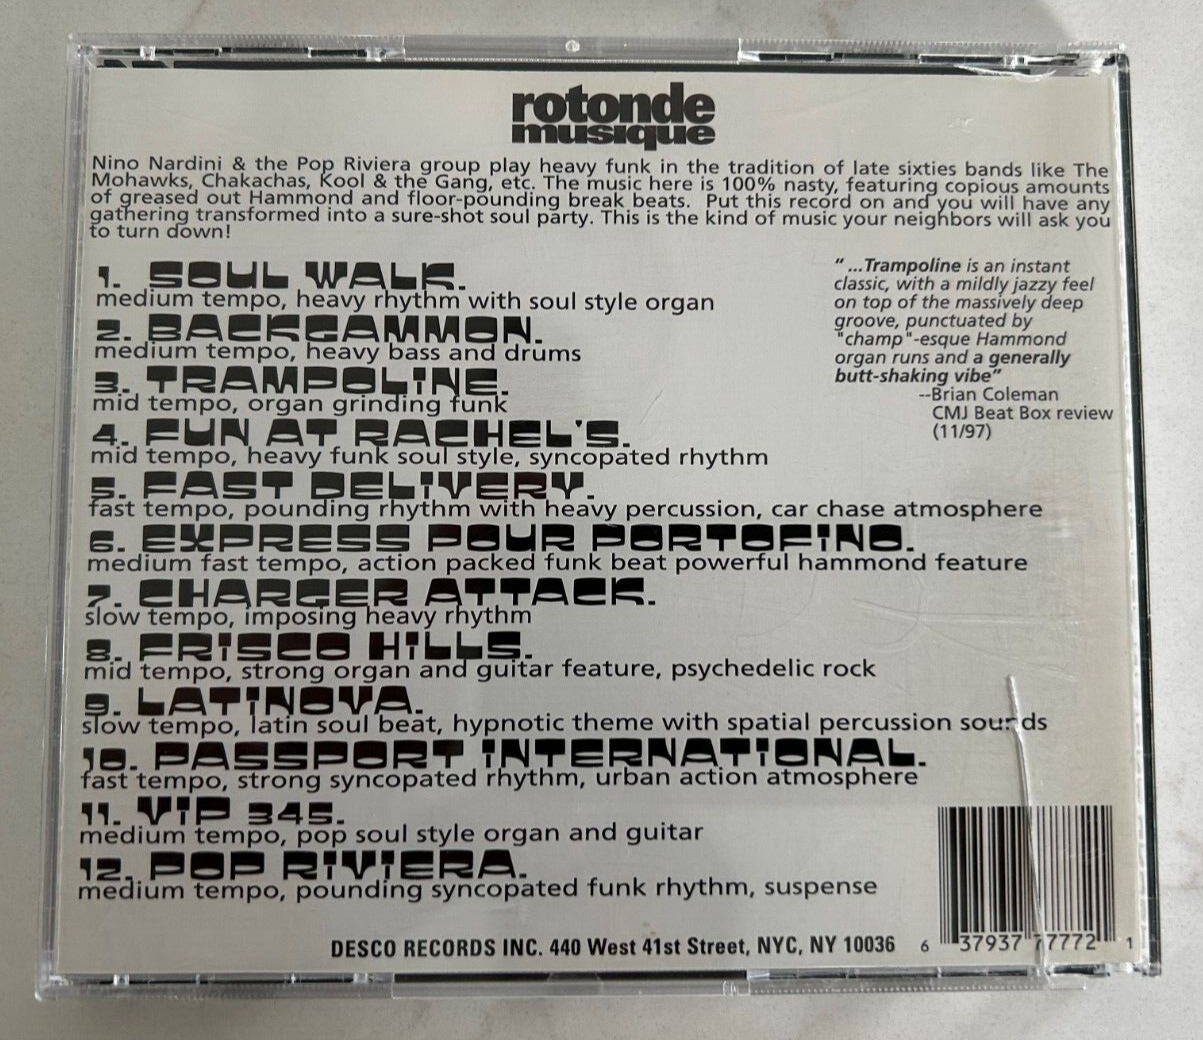 rotonde
musique
Nino Nardini & the Pop Riviera group play heavy funk in the tradition of late sixties bands like The
Mohawks, Chakachas, Kool & the Gang, etc. The music here is 100% nasty, featuring copious amounts
of greased out Hammond and floor-pounding break beats. Put this record on and you will have any
gathering transformed into a sure-shot soul party. This is the kind of music your neighbors will ask you
to turn down!
1. SOUL WALK.
medium tempo, heavy rhythm with soul style organ
2. BACKGAMMON.
medium tempo, heavy bass and drums
3. TRAMPOLINE.
mid tempo, organ grinding funk
4. FUN AT RACHEL'S.
mid tempo, heavy funk soul style, syncopated rhythm
5. FAST DELIVERY.
fast tempo, pounding rhythm with heavy percussion, car chase atmosphere
6. EXPRESS POUR PORTOFINO.
medium fast tempo, action packed funk beat powerful hammond feature
7. CHARGER ATTACK.
slow tempo, imposing heavy rhythm
8. FRISCO HILLS.
mid tempo, strong organ and guitar feature, psychedelic rock
9. LATINOVA.
slow tempo, latin soul beat, hypnotic theme with spatial percussion sounds
10. PASSPORT INTERNATIONAL.
fast tempo, strong syncopated rhythm, urban action atmosphere
11. VIP 345.
medium tempo, pop soul style organ and guitar
12. POP RIVIERA.
medium tempo, pounding syncopated funk rhythm, suspense
"...Trampoline is an instant
classic, with a mildly jazzy feel
on top of the massively deep
groove, punctuated by
"champ"-esque Hammond
organ runs and a generally
butt-shaking vibe"
--Brian Coleman
CMJ Beat Box review
(11/97)
DESCO RECORDS INC. 440 West 41st Street, NYC, NY 10036
6 37937 77772 1